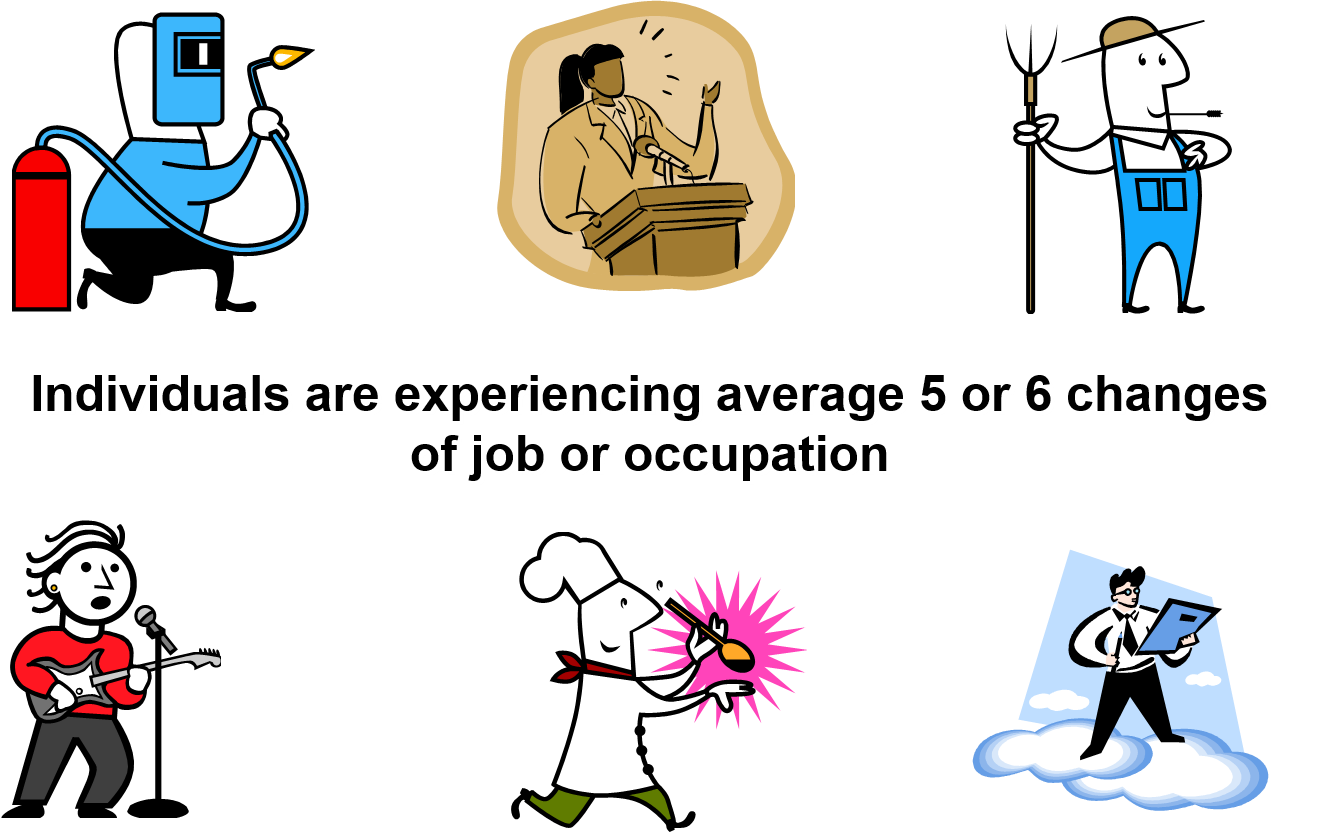 Individuals are experiencing average 5 or 6 changes
of job or occupation